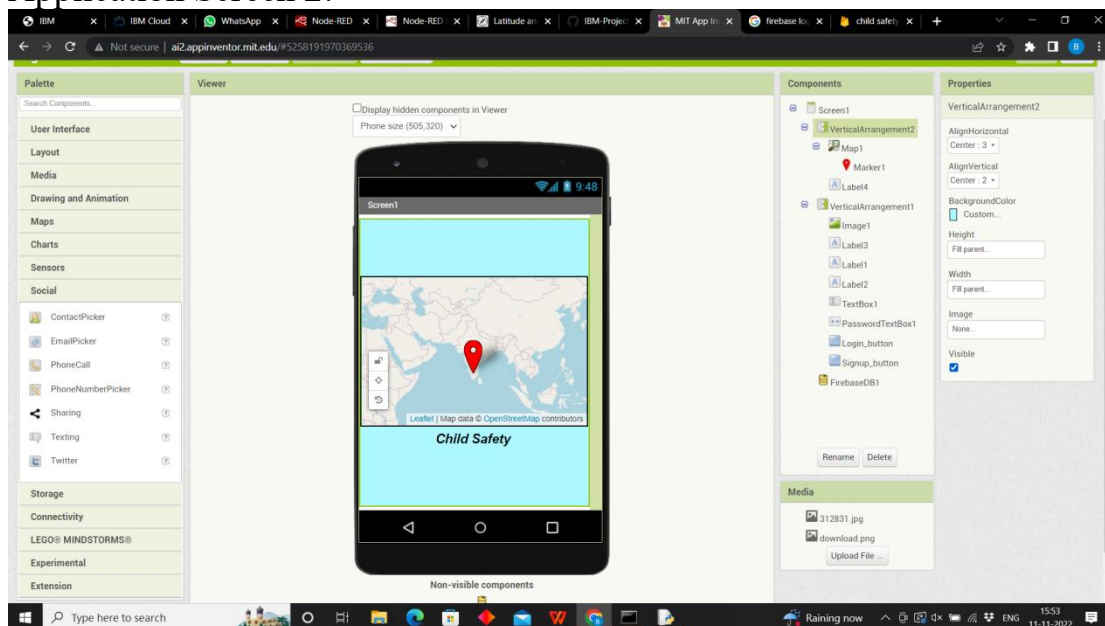 Application Screen 2:
IBM
IBM Cloud
WhatsApp
Node-RED
Node-RED
Latitude an
IBM-Projec
MIT App In
firebase log
child safety
Not secure | ai2.appinventor.mit.edu/#5258191970369536
Palette
Search Components...
User Interface
Layout
Media
Drawing and Animation
Maps
Charts
Sensors
Social
ContactPicker
EmailPicker
PhoneCall
PhoneNumberPicker
Sharing
Texting
Twitter
Storage
Connectivity
LEGO® MINDSTORMS®
Experimental
Extension
Viewer
Display hidden components in Viewer
Phone size (505,320)
9:48
Screen1
Leaflet | Map data © OpenStreetMap contributors
Child Safety
Non-visible components
Components
Screen1
VerticalArrangement2
Map1
Marker1
Label4
VerticalArrangement1
Image1
Label3
Label1
Label2
TextBox1
PasswordTextBox1
Login_button
Signup_button
FirebaseDB1
Rename Delete
Media
312831.jpg
download.png
Upload File ...
Properties
VerticalArrangement2
AlignHorizontal
Center : 3
AlignVertical
Center : 2
BackgroundColor
Custom...
Height
Fill parent...
Width
Fill parent...
Image
None...
Visible
Type here to search
Raining now
ENG
15:53
11-11-2022